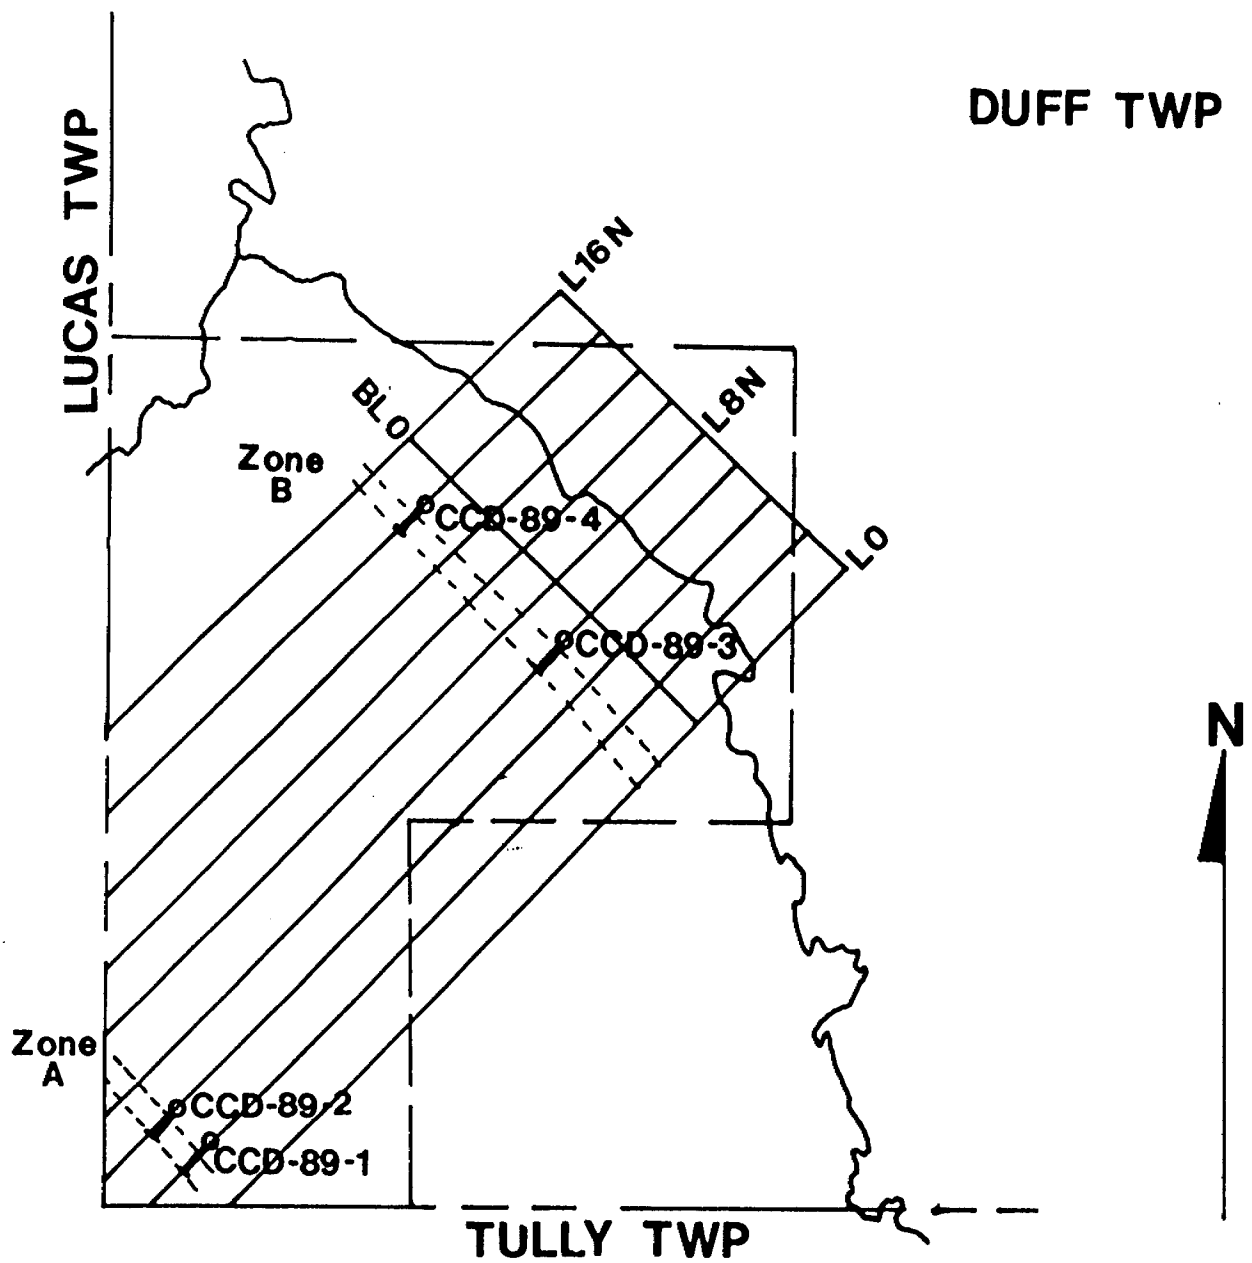 DUFF TWP
LUCAS TWP
L16N
L8N
BL0
Zone
B
CCD-89-4
L0
CCD-89-3
N
Zone
A
CCD-89-2
CCD-89-1
TULLY TWP